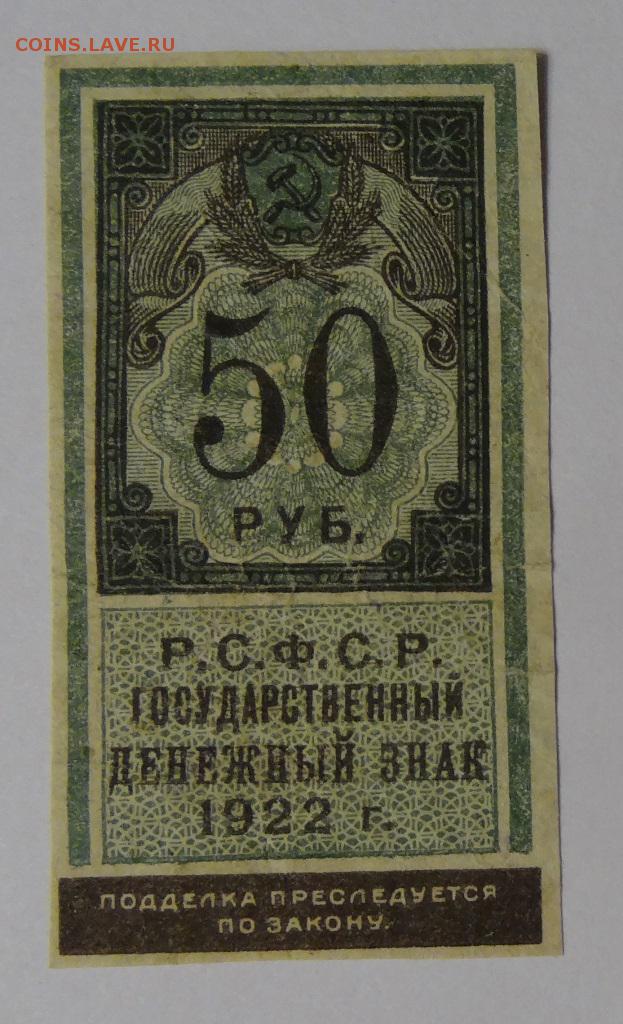 COINS.LAVE.RU
50
РУБ.
Р.С.Ф.С.Р.
ГОСУДАРСТВЕННЫЙ
ДЕНЕЖНЫЙ ЗНАК
1922 г.
ПОДДЕЛКА ПРЕСЛЕДУЕТСЯ
ПО ЗАКОНУ.